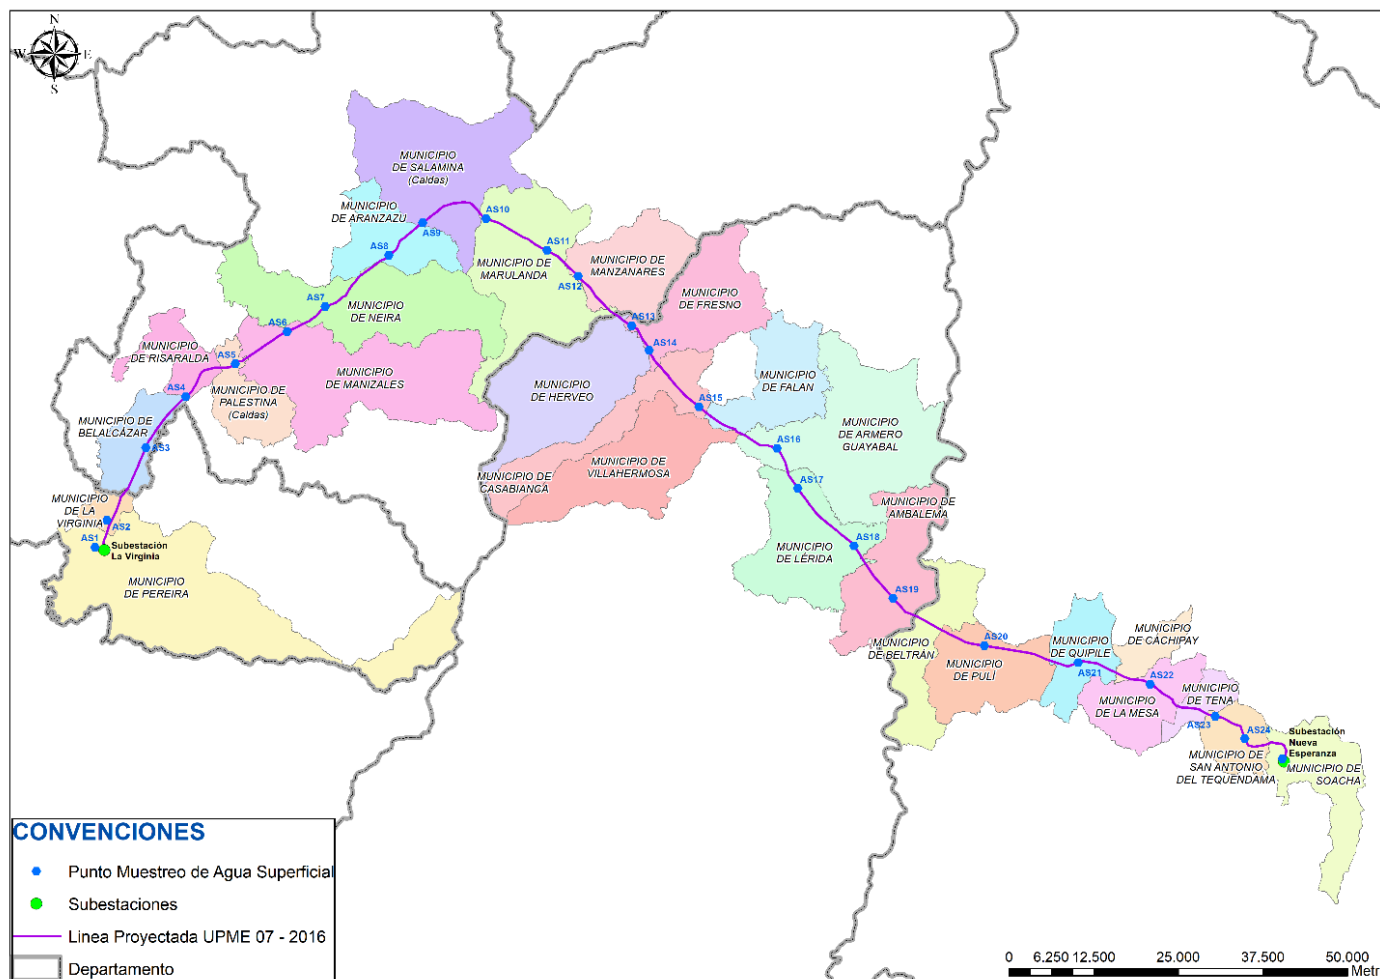 N
W
E
S
MUNICIPIO
DE SALAMINA
(Caldas)
MUNICIPIO
DE ARANZAZU
AS10
AS9
AS8
AS11
MUNICIPIO DE
MARULANDA
MUNICIPIO DE
MANZANARES
AS12
MUNICIPIO
DE FRESNO
AS7
MUNICIPIO
DE NEIRA
AS6
AS13
AS14
MUNICIPIO
DE RISARALDA
AS5
AS4
MUNICIPIO
DE MANIZALES
MUNICIPIO DE
PALESTINA
(Caldas)
MUNICIPIO
DE HERVEO
MUNICIPIO
DE FALAN
AS15
MUNICIPIO DE
BELALCÁZAR
AS3
MUNICIPIO
DE ARMERO
GUAYABAL
AS16
MUNICIPIO DE
VILLAHERMOSA
MUNICIPIO DE
CASABIANCA
AS17
MUNICIPIO DE
AMBALEMA
MUNICIPIO
DE LA
VIRGINIA
AS2
AS1
Subestación
La Virginia
MUNICIPIO
DE PEREIRA
AS18
MUNICIPIO
DE LÉRIDA
AS19
MUNICIPIO
DE BELTRÁN
AS20
MUNICIPIO
DE PULÍ
MUNICIPIO
DE QUIPILE
AS21
MUNICIPIO
DE CACHIPAY
AS22
MUNICIPIO
DE LA MESA
MUNICIPIO
DE TENA
AS23
AS24
Subestación
Nueva
Esperanza
MUNICIPIO DE
SAN ANTONIO
DEL TEQUENDAMA
MUNICIPIO DE
SOACHA
CONVENCIONES
Punto Muestreo de Agua Superficial
Subestaciones
Linea Proyectada UPME 07 - 2016
Departamento
0 6.250 12.500 25.000 37.500 50.000
Metr